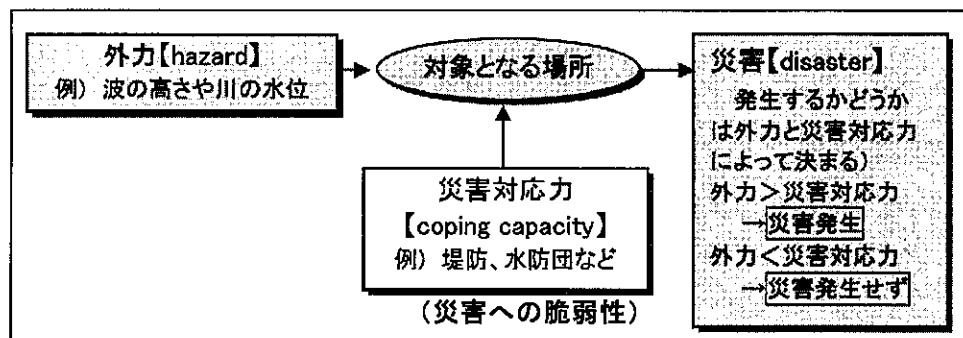 外力【hazard】
例）波の高さや川の水位
対象となる場所
災害対応力
【coping capacity】
例）堤防、水防団など
（災害への脆弱性）
災害【disaster】
発生するかどうか
は外力と災害対応力
によって決まる）
外力＞災害対応力
→災害発生
外力＜災害対応力
→災害発生せず